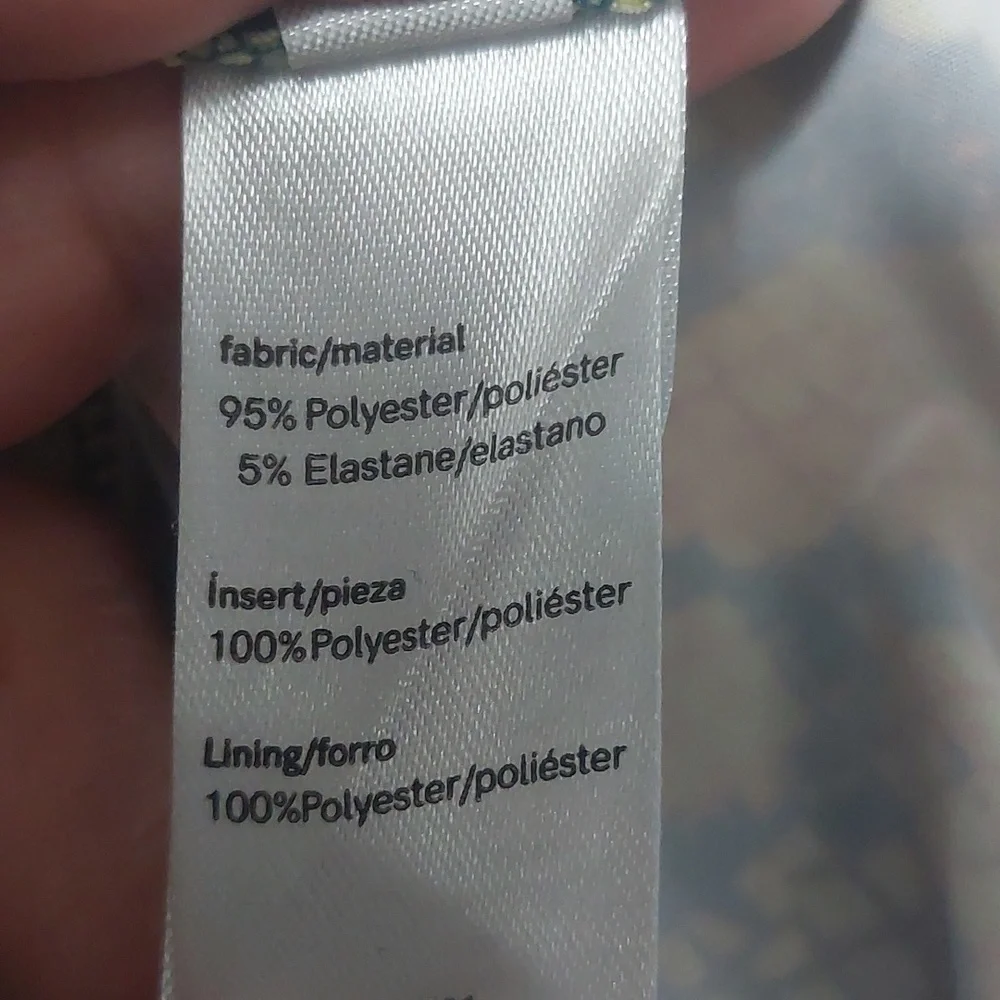 fabric/material
95% Polyester/poliéster
5% Elastane/elastano
insert/pieza
100%Polyester/poliéster
Lining/forro
100%Polyester/poliéster